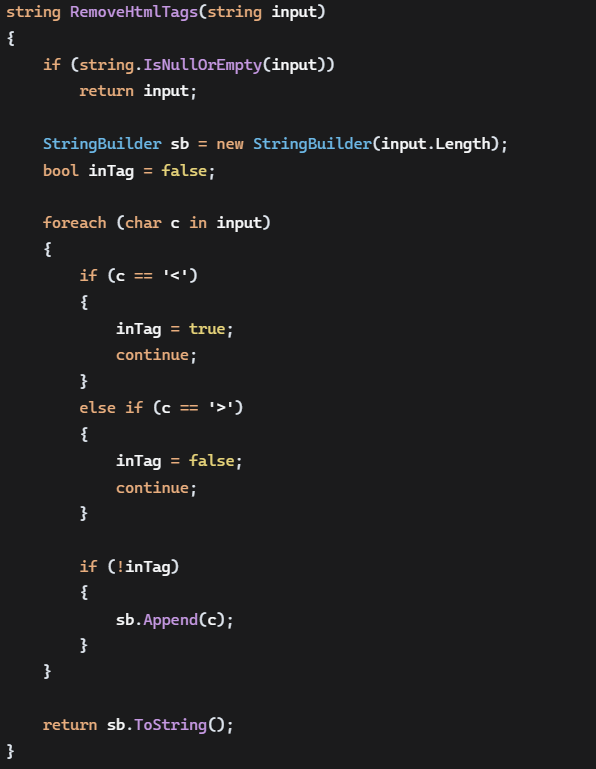 string RemoveHtmlTags(string input)
{
    if (string.IsNullOrEmpty(input))
        return input;

    StringBuilder sb = new StringBuilder(input.Length);
    bool inTag = false;

    foreach (char c in input)
    {
        if (c == '<')
        {
            inTag = true;
            continue;
        }
        else if (c == '>')
        {
            inTag = false;
            continue;
        }

        if (!inTag)
        {
            sb.Append(c);
        }
    }

    return sb.ToString();
}